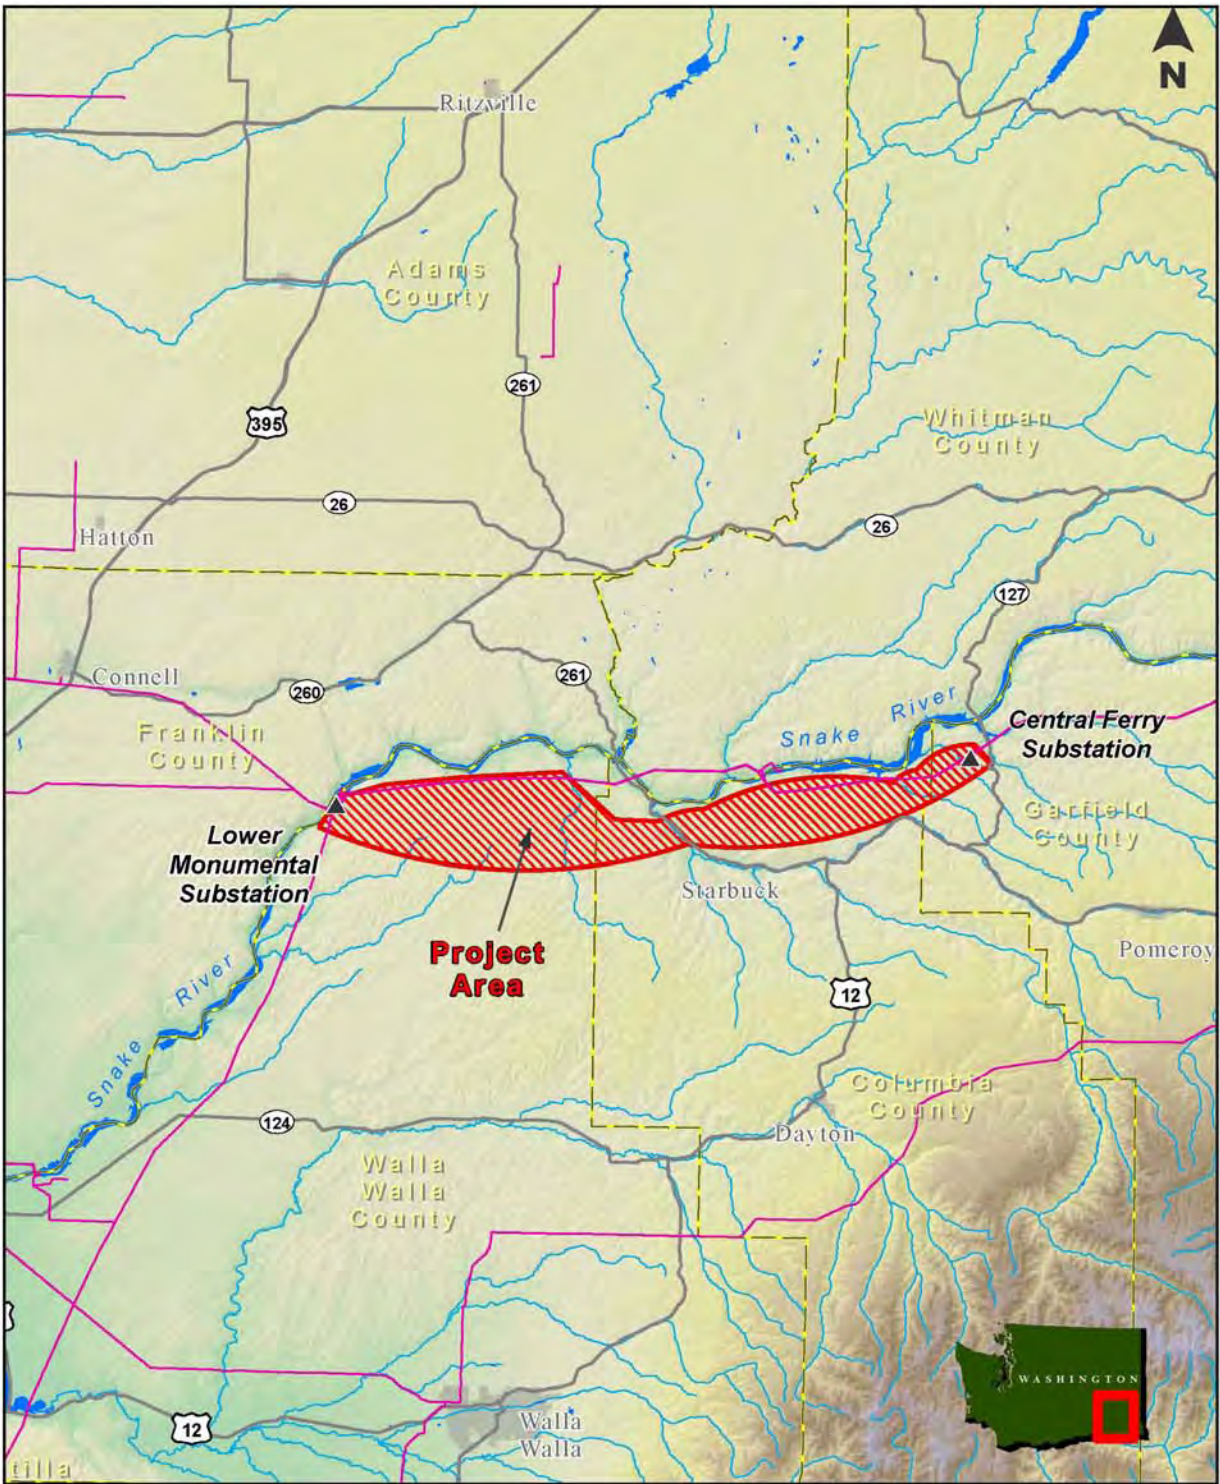 N
Ritzville
Adams
County
261
395
Whitman
County
26
26
Hatton
127
Connell
261
260
Snake River
Franklin
County
Central Ferry
Substation
Garfield
County
Lower
Monumental
Substation
Starbuck
Project
Area
Pomeroy
12
Snake River
Columbia
County
124
Dayton
Walla
Walla
County
WASHINGTON
12
Walla
Walla
tilla